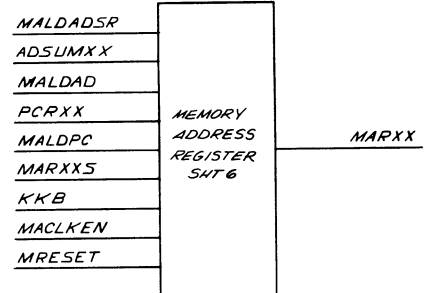 MALDADSR
ADSUMXX
MALDAD
PCRXX
MALDPC
MARXXS
KKB
MACLKEN
MRESET
MEMORY
ADDRESS
REGISTER
SHT 6
MARXX